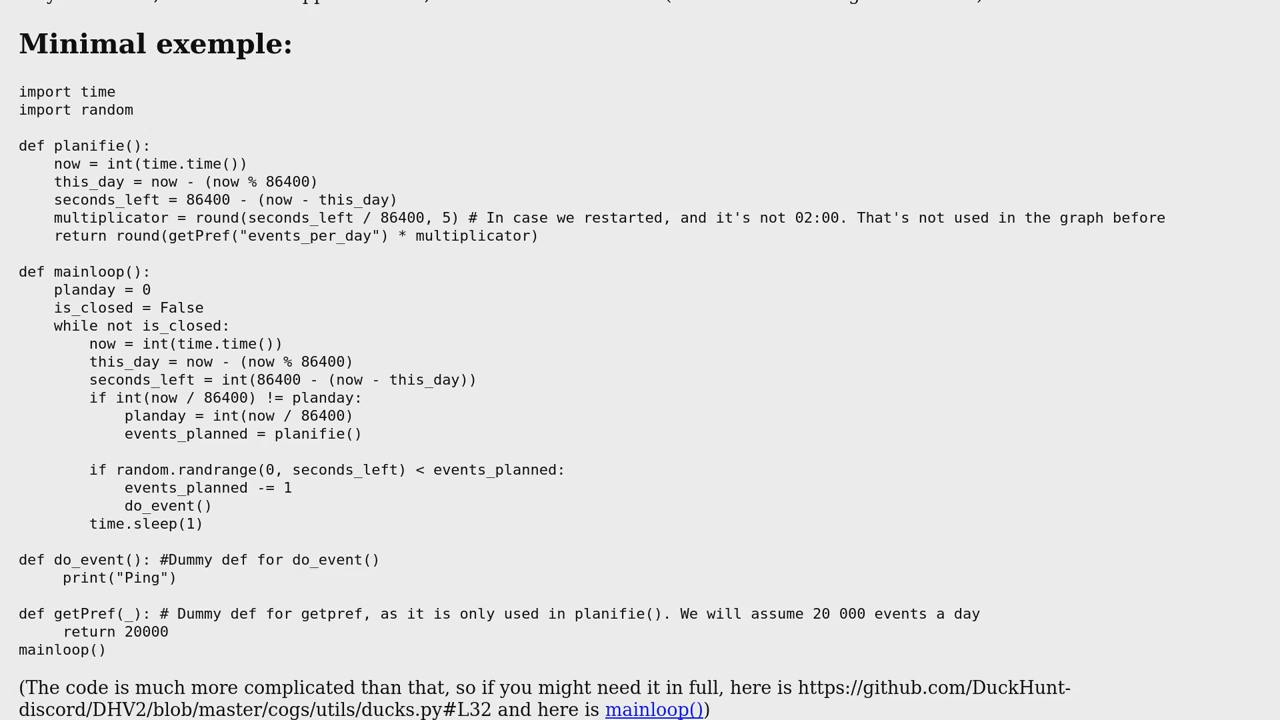 Minimal exemple:
import time
import random
def planifie():
    now = int(time.time())
    this_day = now - (now % 86400)
    seconds_left = 86400 - (now - this_day)
    multiplicator = round(seconds_left / 86400, 5) # In case we restarted, and it's not 02:00. That's not used in the graph before
    return round(getPref("events_per_day") * multiplicator)
def mainloop():
    planday = 0
    is_closed = False
    while not is_closed:
        now = int(time.time())
        this_day = now - (now % 86400)
        seconds_left = int(86400 - (now - this_day))
        if int(now / 86400) != planday:
            planday = int(now / 86400)
            events_planned = planifie()
        if random.randrange(0, seconds_left) < events_planned:
            events_planned -= 1
            do_event()
        time.sleep(1)
def do_event(): #Dummy def for do_event()
     print("Ping")
def getPref(_): # Dummy def for getpref, as it is only used in planifie(). We will assume 20 000 events a day
     return 20000
mainloop()
(The code is much more complicated than that, so if you might need it in full, here is https://github.com/DuckHunt-
discord/DHV2/blob/master/cogs/utils/ducks.py#L32 and here is mainloop())